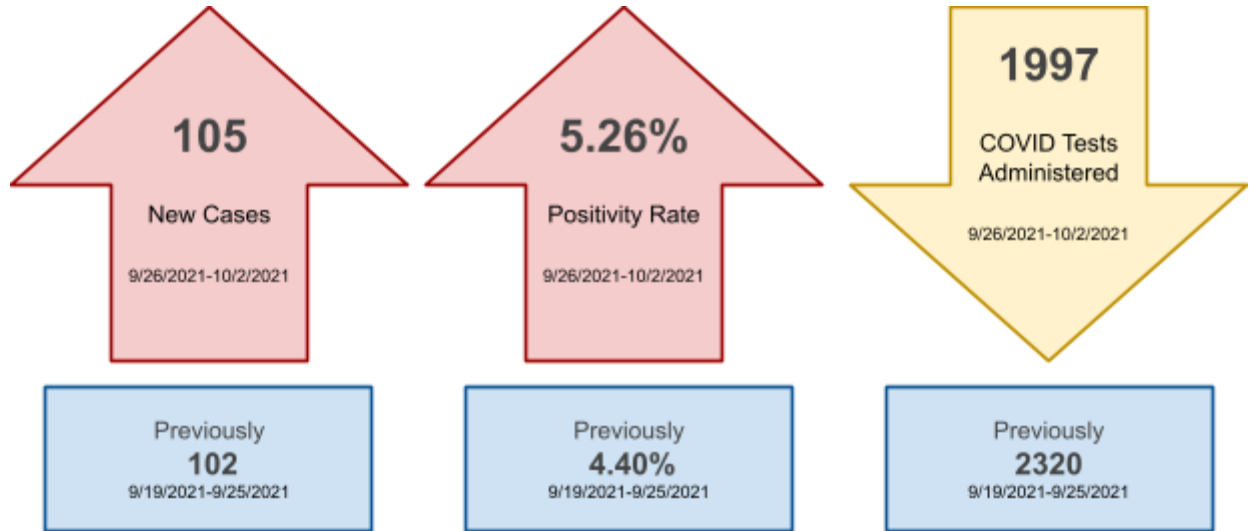 105
New Cases
9/26/2021-10/2/2021
5.26%
Positivity Rate
9/26/2021-10/2/2021
1997
COVID Tests
Administered
9/26/2021-10/2/2021
Previously
102
9/19/2021-9/25/2021
Previously
4.40%
9/19/2021-9/25/2021
Previously
2320
9/19/2021-9/25/2021